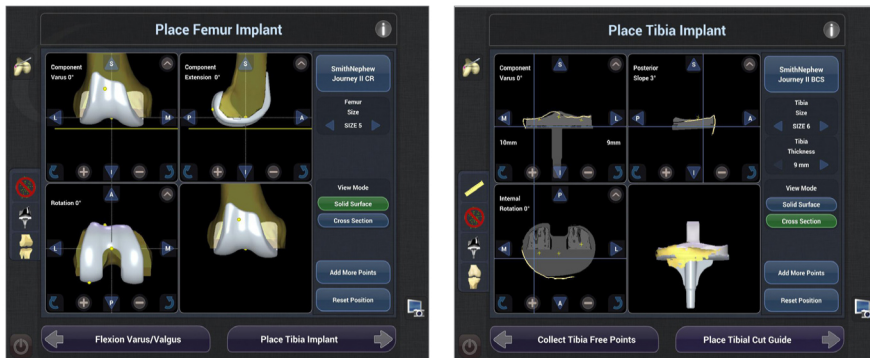 Place Femur Implant
i
Component
Varus 0°
S
L
M
I
Component
Extension 0°
S
P
A
I
SmithNephew
Journey II CR
Femur
Size
SIZE 5
Rotation 0°
A
L
M
P
View Mode
Solid Surface
Cross Section
Add More Points
Reset Position
Flexion Varus/Valgus
Place Tibia Implant
Place Tibia Implant
i
Component
Varus 0°
S
M
L
10mm
9mm
I
Posterior
Slope 3°
S
P
A
I
SmithNephew
Journey II BCS
Tibia
Size
SIZE 6
Tibia
Thickness
9 mm
Internal
Rotation 0°
P
M
L
A
View Mode
Solid Surface
Cross Section
Add More Points
Reset Position
Collect Tibia Free Points
Place Tibial Cut Guide